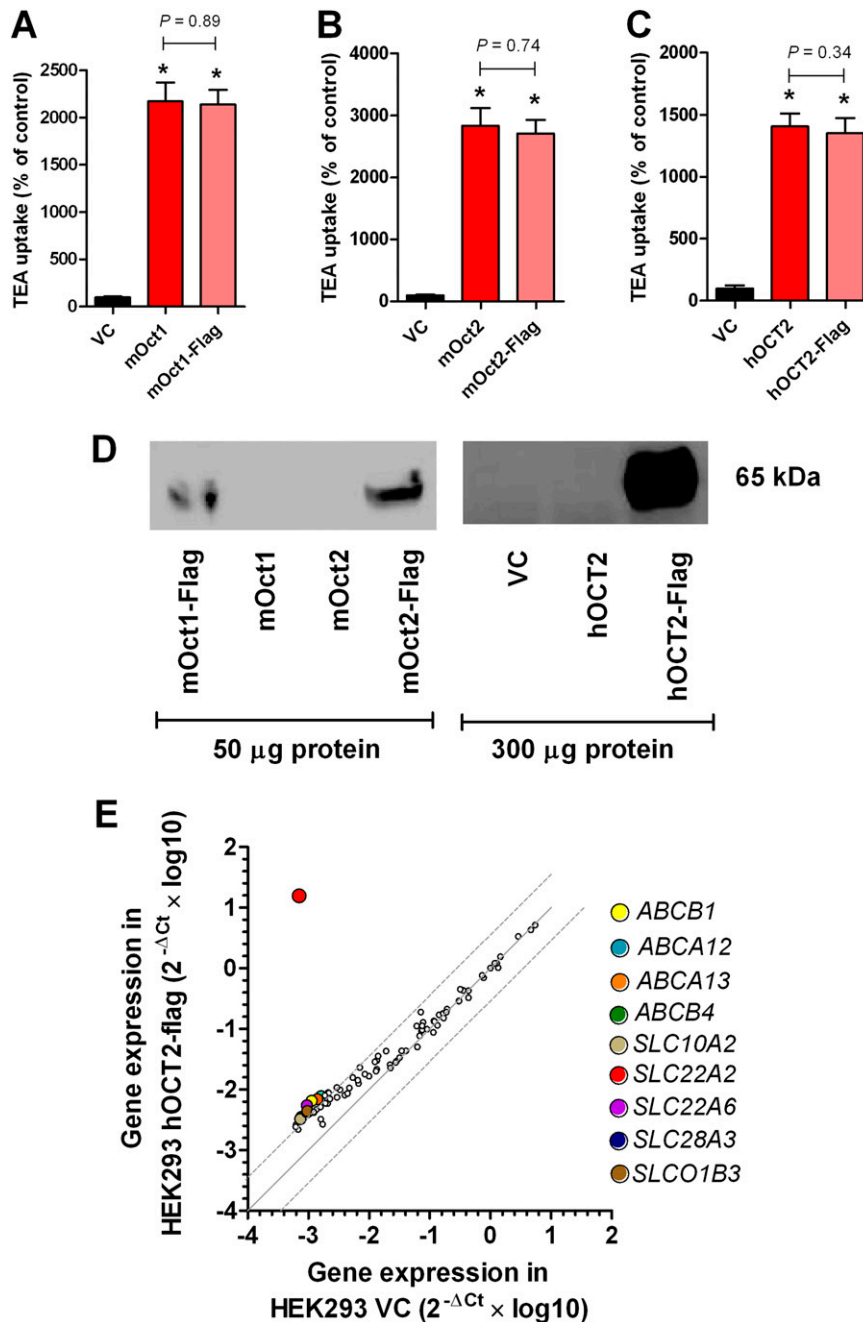 A
P = 0.89
* *
TEA uptake (% of control)
2500
2000
1500
1000
500
0
VC
mOct1
mOct1-Flag
B
P = 0.74
* *
TEA uptake (% of control)
4000
3000
2000
1000
0
VC
mOct2
mOct2-Flag
C
P = 0.34
* *
TEA uptake (% of control)
2000
1500
1000
500
0
VC
hOCT2
hOCT2-Flag
D
65 kDa
mOct1-Flag
mOct1
mOct2
mOct2-Flag
VC
hOCT2
hOCT2-Flag
50 µg protein
300 µg protein
E
Gene expression in
HEK293 hOCT2-flag (2^-ΔCt × log10)
2
1
0
-1
-2
-3
-4
-4 -3 -2 -1 0 1 2
Gene expression in
HEK293 VC (2^-ΔCt × log10)
ABCB1
ABCA12
ABCA13
ABCB4
SLC10A2
SLC22A2
SLC22A6
SLC28A3
SLCO1B3